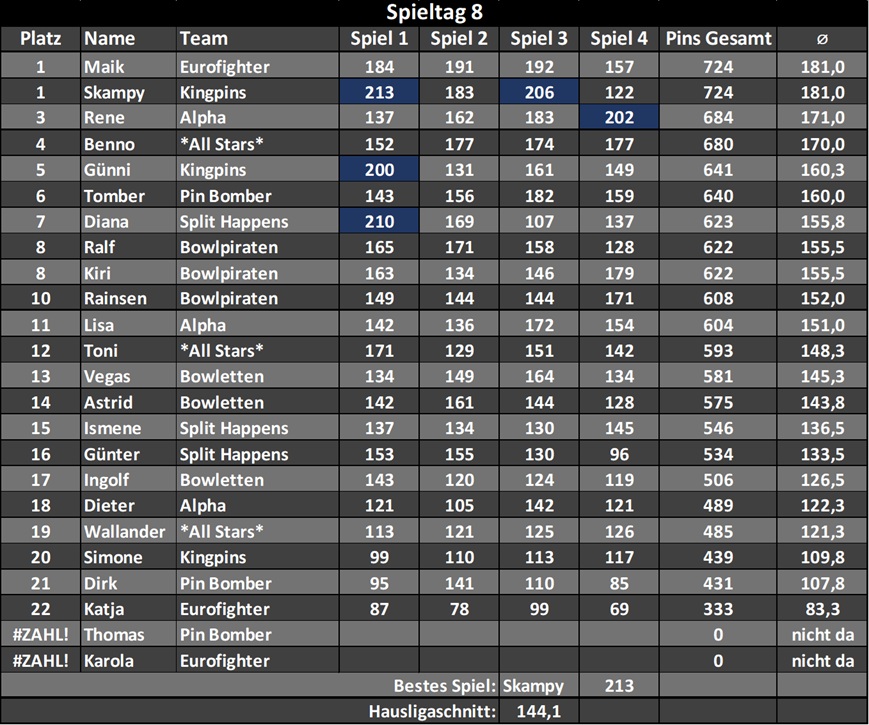 Spieltag 8
Platz Name Team Spiel 1 Spiel 2 Spiel 3 Spiel 4 Pins Gesamt ø
1 Maik Eurofighter 184 191 192 157 724 181,0
1 Skampy Kingpins 213 183 206 122 724 181,0
3 Rene Alpha 137 162 183 202 684 171,0
4 Benno *All Stars* 152 177 174 177 680 170,0
5 Günni Kingpins 200 131 161 149 641 160,3
6 Tomber Pin Bomber 143 156 182 159 640 160,0
7 Diana Split Happens 210 169 107 137 623 155,8
8 Ralf Bowlpiraten 165 171 158 128 622 155,5
8 Kiri Bowlpiraten 163 134 146 179 622 155,5
10 Rainsen Bowlpiraten 149 144 144 171 608 152,0
11 Lisa Alpha 142 136 172 154 604 151,0
12 Toni *All Stars* 171 129 151 142 593 148,3
13 Vegas Bowletten 134 149 164 134 581 145,3
14 Astrid Bowletten 142 161 144 128 575 143,8
15 Ismene Split Happens 137 134 130 145 546 136,5
16 Günter Split Happens 153 155 130 96 534 133,5
17 Ingolf Bowletten 143 120 124 119 506 126,5
18 Dieter Alpha 121 105 142 121 489 122,3
19 Wallander *All Stars* 113 121 125 126 485 121,3
20 Simone Kingpins 99 110 113 117 439 109,8
21 Dirk Pin Bomber 95 141 110 85 431 107,8
22 Katja Eurofighter 87 78 99 69 333 83,3
#ZAHL! Thomas Pin Bomber 0 nicht da
#ZAHL! Karola Eurofighter 0 nicht da
Bestes Spiel: Skampy 213
Hausligaschnitt: 144,1